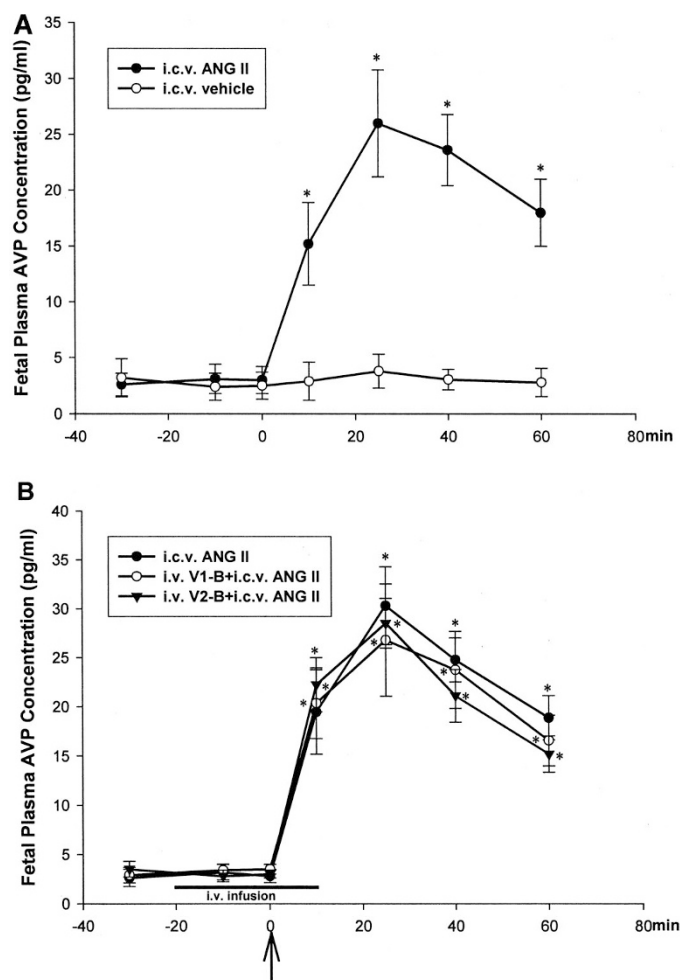 A
Fetal Plasma AVP Concentration (pg/ml)
35
30
25
20
15
10
5
0
i.c.v. ANG II
i.c.v. vehicle
*
*
*
*
-40 -20 0 20 40 60 80min
B
Fetal Plasma AVP Concentration (pg/ml)
40
35
30
25
20
15
10
5
0
i.c.v. ANG II
i.v. V1-B+i.c.v. ANG II
i.v. V2-B+i.c.v. ANG II
*
*
*
*
*
*
*
*
*
*
*
*
i.v. infusion
-40 -20 0 20 40 60 80min